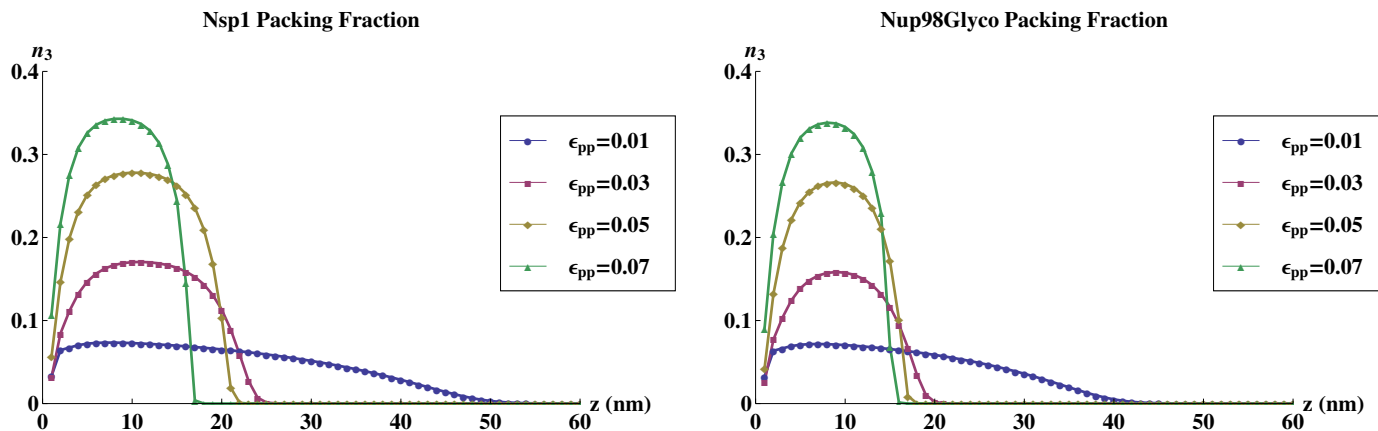 Nsp1 Packing Fraction
n3
0.4
0.3
0.2
0.1
0
0 10 20 30 40 50 60
z (nm)
ϵpp=0.01
ϵpp=0.03
ϵpp=0.05
ϵpp=0.07
Nup98Glyco Packing Fraction
n3
0.4
0.3
0.2
0.1
0
0 10 20 30 40 50 60
z (nm)
ϵpp=0.01
ϵpp=0.03
ϵpp=0.05
ϵpp=0.07